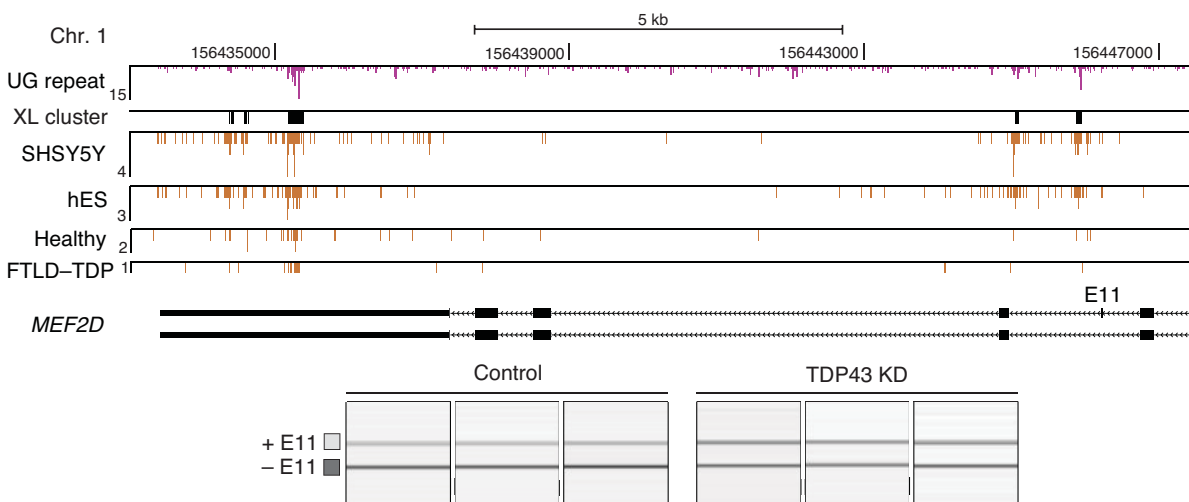 5 kb
Chr. 1
156435000 156439000 156443000 156447000
UG repeat
15
XL cluster
SHSY5Y
4
hES
3
Healthy
2
FTLD–TDP 1
E11
MEF2D
Control TDP43 KD
+ E11
– E11